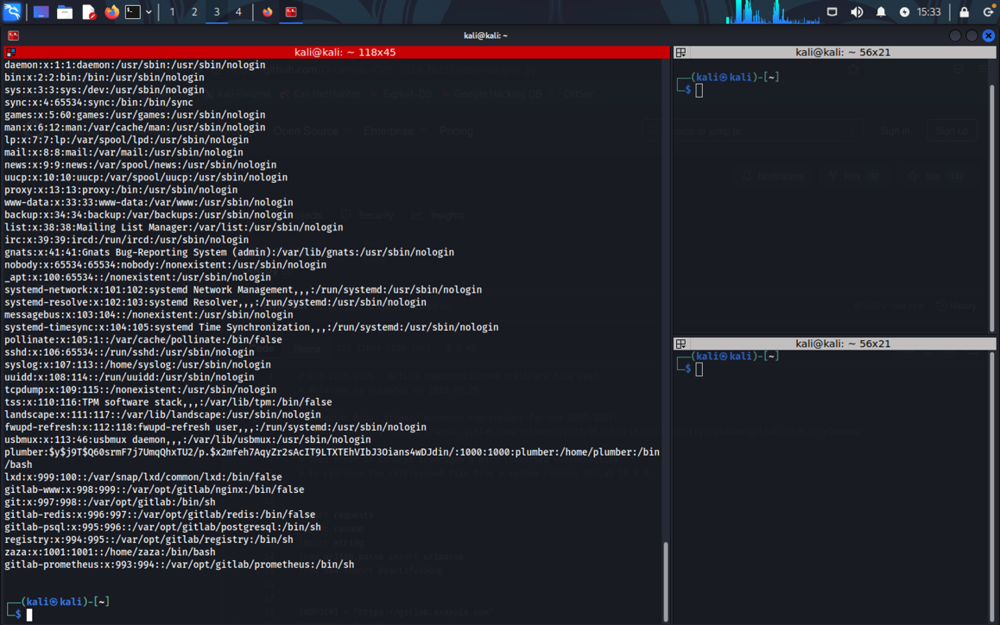 1 2 3 4
15:33
kali@kali: ~
kali@kali: ~ 118x45
daemon:x:1:1:daemon:/usr/sbin:/usr/sbin/nologin
bin:x:2:2:bin:/bin:/usr/sbin/nologin
sys:x:3:3:sys:/dev:/usr/sbin/nologin
sync:x:4:65534:sync:/bin:/bin/sync
games:x:5:60:games:/usr/games:/usr/sbin/nologin
man:x:6:12:man:/var/cache/man:/usr/sbin/nologin
lp:x:7:7:lp:/var/spool/lpd:/usr/sbin/nologin
mail:x:8:8:mail:/var/mail:/usr/sbin/nologin
news:x:9:9:news:/var/spool/news:/usr/sbin/nologin
uucp:x:10:10:uucp:/var/spool/uucp:/usr/sbin/nologin
proxy:x:13:13:proxy:/bin:/usr/sbin/nologin
www-data:x:33:33:www-data:/var/www:/usr/sbin/nologin
backup:x:34:34:backup:/var/backups:/usr/sbin/nologin
list:x:38:38:Mailing List Manager:/var/list:/usr/sbin/nologin
irc:x:39:39:ircd:/run/ircd:/usr/sbin/nologin
gnats:x:41:41:Gnats Bug-Reporting System (admin):/var/lib/gnats:/usr/sbin/nologin
nobody:x:65534:65534:nobody:/nonexistent:/usr/sbin/nologin
_apt:x:100:65534::/nonexistent:/usr/sbin/nologin
systemd-network:x:101:102:systemd Network Management,,,:/run/systemd:/usr/sbin/nologin
systemd-resolve:x:102:103:systemd Resolver,,,:/run/systemd:/usr/sbin/nologin
messagebus:x:103:104::/nonexistent:/usr/sbin/nologin
systemd-timesync:x:104:105:systemd Time Synchronization,,,:/run/systemd:/usr/sbin/nologin
pollinate:x:105:1::/var/cache/pollinate:/bin/false
sshd:x:106:65534::/run/sshd:/usr/sbin/nologin
syslog:x:107:113::/home/syslog:/usr/sbin/nologin
uuidd:x:108:114::/run/uuidd:/usr/sbin/nologin
tcpdump:x:109:115::/nonexistent:/usr/sbin/nologin
tss:x:110:116:TPM software stack,,,:/var/lib/tpm:/bin/false
landscape:x:111:117::/var/lib/landscape:/usr/sbin/nologin
fwupd-refresh:x:112:118:fwupd-refresh user,,,:/run/systemd:/usr/sbin/nologin
usbmux:x:113:46:usbmux daemon,,,:/var/lib/usbmux:/usr/sbin/nologin
plumber:$y$j9T$Q60srmF7j7UmqQhxTU2/p.$x2mfeh7AqyZr2sAcIT9LTXTEhVIbJ3Oians4wDJdin/:1000:1000:plumber:/home/plumber:/bin
/bash
lxd:x:999:100::/var/snap/lxd/common/lxd:/bin/false
gitlab-www:x:998:999::/var/opt/gitlab/nginx:/bin/false
git:x:997:998::/var/opt/gitlab:/bin/sh
gitlab-redis:x:996:997::/var/opt/gitlab/redis:/bin/false
gitlab-psql:x:995:996::/var/opt/gitlab/postgresql:/bin/sh
registry:x:994:995::/var/opt/gitlab/registry:/bin/sh
zaza:x:1001:1001::/home/zaza:/bin/bash
gitlab-prometheus:x:993:994::/var/opt/gitlab/prometheus:/bin/sh
(kali㉿kali)-[~]
$
kali@kali: ~ 56x21
(kali㉿kali)-[~]
$
kali@kali: ~ 56x21
(kali㉿kali)-[~]
$